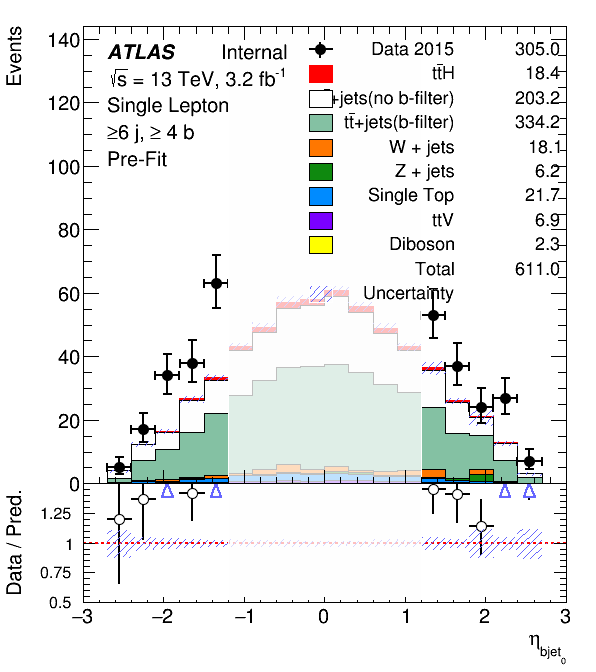 Events
140
120
100
80
60
40
20
0
ATLAS Internal
√s = 13 TeV, 3.2 fb⁻¹
Single Lepton
≥6 j, ≥ 4 b
Pre-Fit
Data 2015 305.0
tt̄H 18.4
+jets(no b-filter) 203.2
tt̄+jets(b-filter) 334.2
W + jets 18.1
Z + jets 6.2
Single Top 21.7
ttV 6.9
Diboson 2.3
Total 611.0
Uncertainty
Data / Pred.
1.25
1
0.75
0.5
−3 −2 −1 0 1 2 3
η_bjet_0